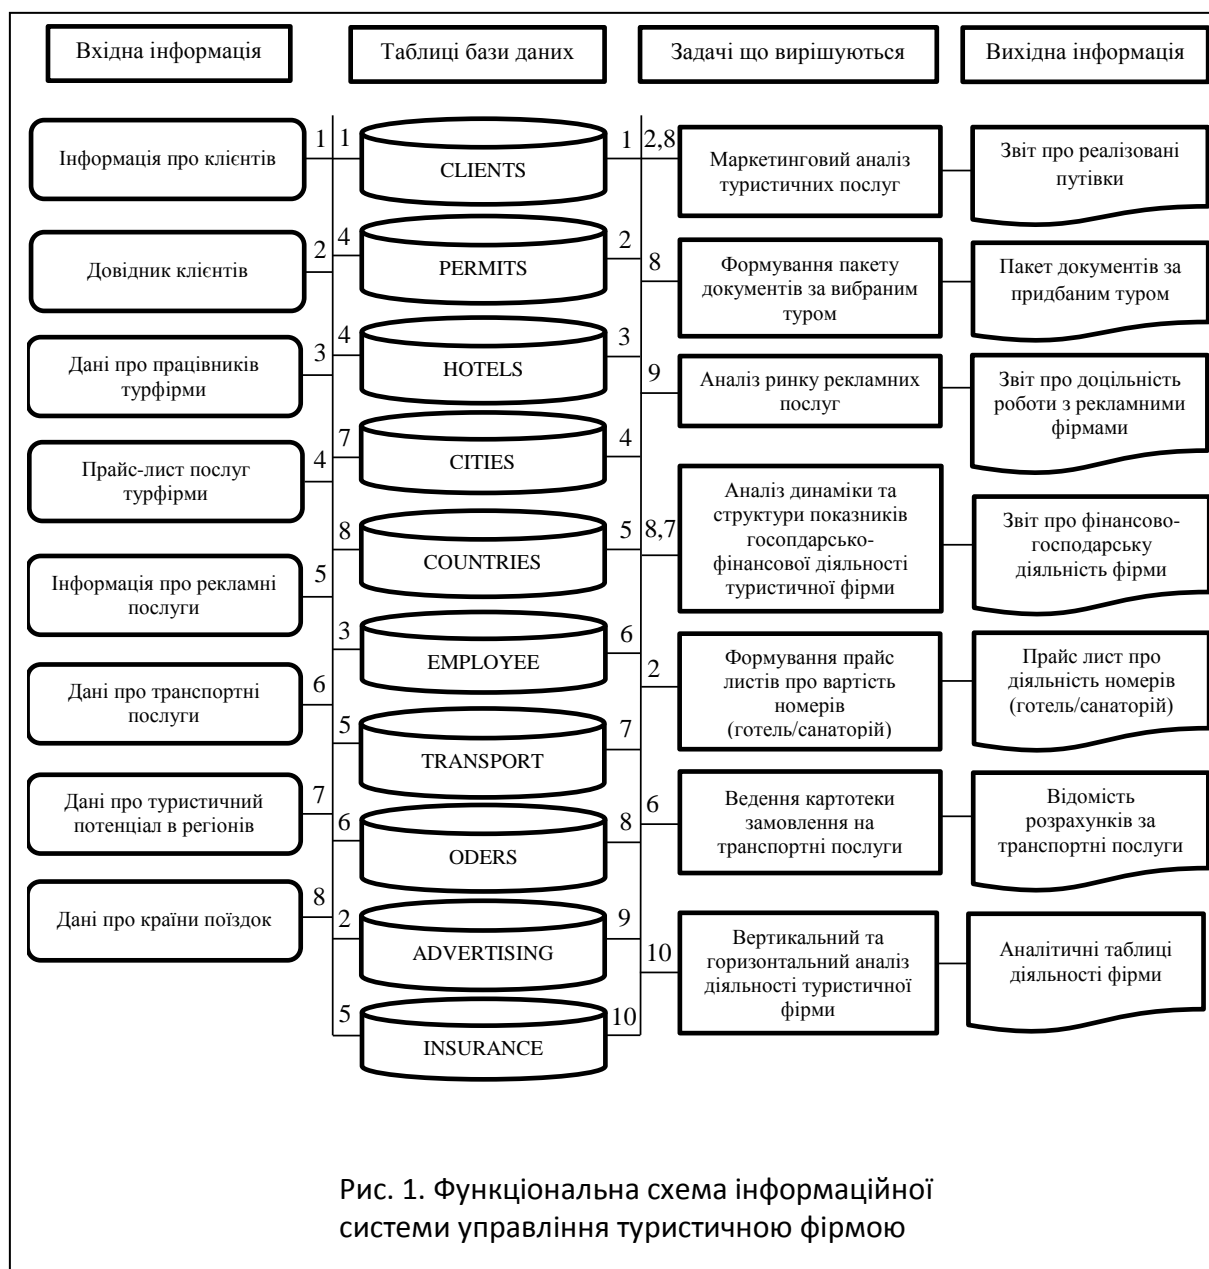 Вхідна інформація
Таблиці бази даних
Задачі що вирішуються
Вихідна інформація
1
Інформація про клієнтів
2
Довідник клієнтів
3
Дані про працівників
турфірми
4
Прайс-лист послуг
турфірми
5
Інформація про рекламні
послуги
6
Дані про транспортні
послуги
7
Дані про туристичний
потенціал в регіонів
8
Дані про країни поїздок
1
CLIENTS
1
4
PERMITS
2
4
HOTELS
3
7
CITIES
4
8
COUNTRIES
5
3
EMPLOYEE
6
5
TRANSPORT
7
6
ODERS
8
2
ADVERTISING
9
5
INSURANCE
10
2,8
Маркетинговий аналіз
туристичних послуг
8
Формування пакету
документів за вибраним
туром
9
Аналіз ринку рекламних
послуг
8,7
Аналіз динаміки та
структури показників
госопдарсько-
фінансової діяльності
туристичної фірми
2
Формування прайс
листів про вартість
номерів
(готель/санаторій)
6
Ведення картотеки
замовлення на
транспортні послуги
10
Вертикальний та
горизонтальний аналіз
діяльності туристичної
фірми
Звіт про реалізовані
путівки
Пакет документів за
придбаним туром
Звіт про доцільність
роботи з рекламними
фірмами
Звіт про фінансово-
господарську
діяльність фірми
Прайс лист про
діяльність номерів
(готель/санаторій)
Відомість
розрахунків за
транспортні послуги
Аналітичні таблиці
діяльності фірми
Рис. 1. Функціональна схема інформаційної
системи управління туристичною фірмою